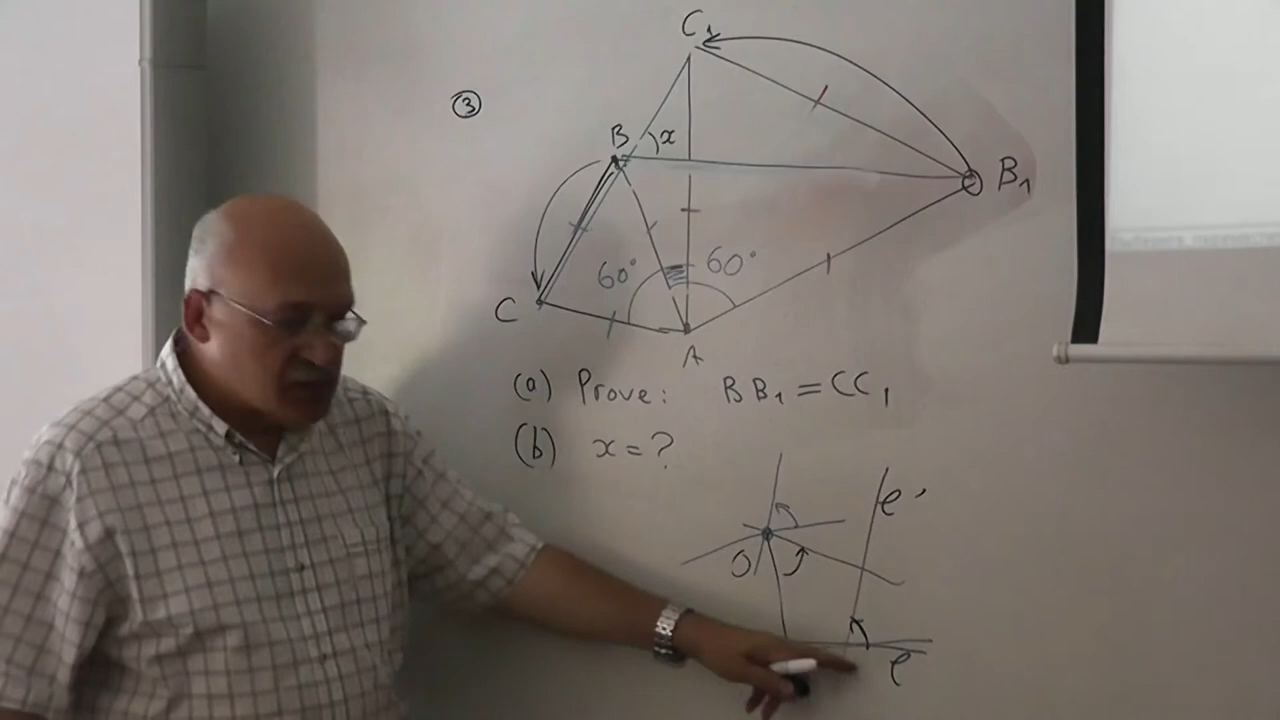 C₁
③
B x
B₁
60° 60°
C
A
(a) Prove: BB₁ = CC₁
(b) x = ?
ℓ'
O
ℓ